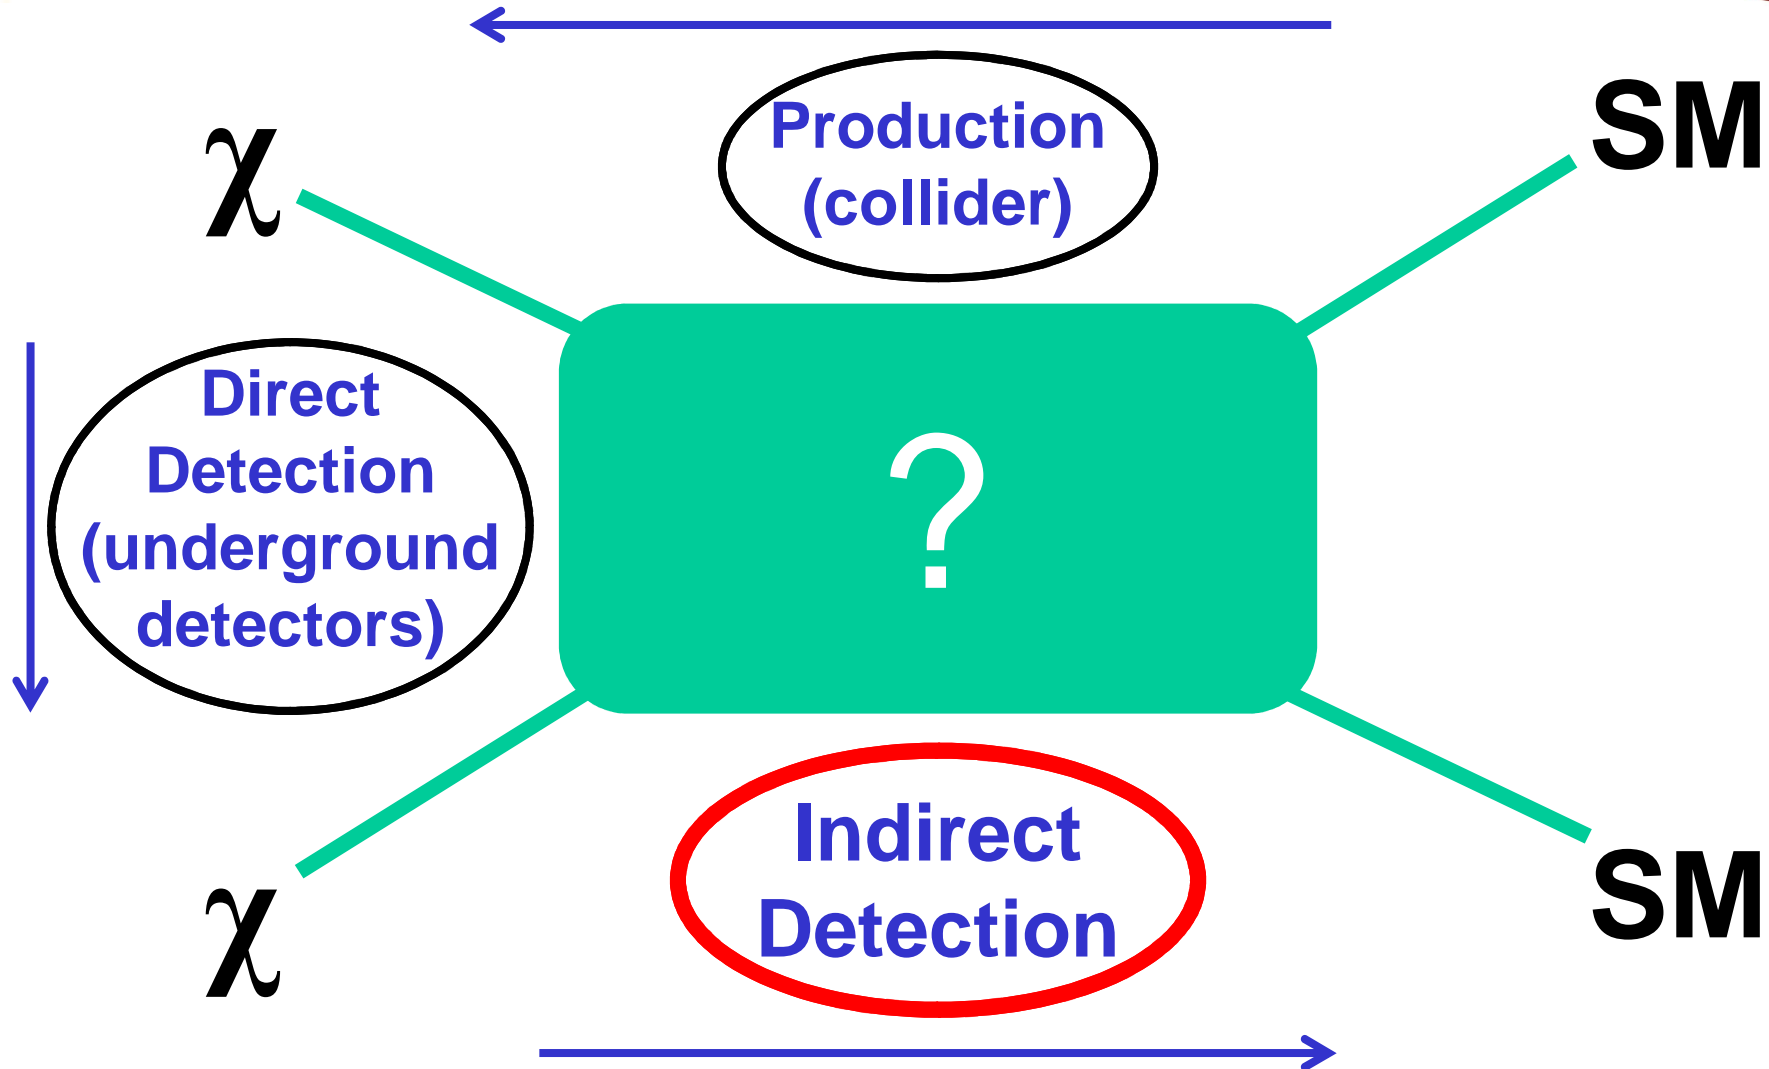 χ
Production
(collider)
SM
Direct
Detection
(underground
detectors)
?
χ
Indirect
Detection
SM